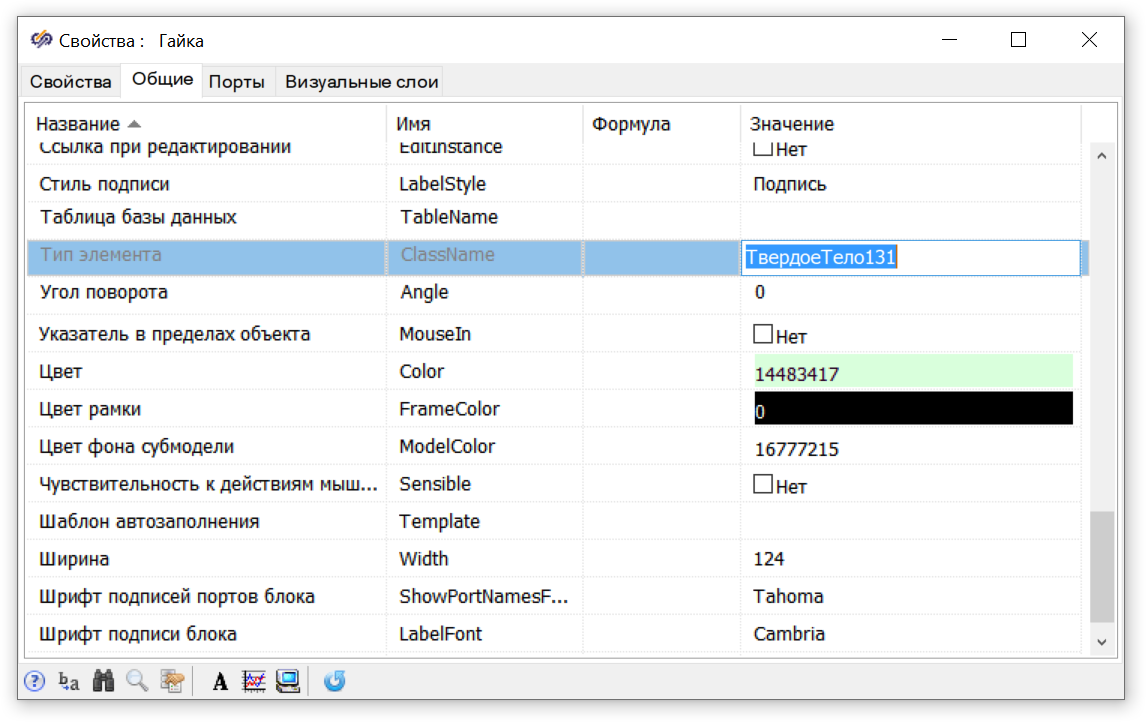 Свойства : Гайка
Свойства Общие Порты Визуальные слои
Название Имя Формула Значение
Ссылка при редактировании EditInstance Нет
Стиль подписи LabelStyle Подпись
Таблица базы данных TableName
Тип элемента ClassName ТвердоеТело131
Угол поворота Angle 0
Указатель в пределах объекта MouseIn Нет
Цвет Color 14483417
Цвет рамки FrameColor 0
Цвет фона субмодели ModelColor 16777215
Чувствительность к действиям мыш... Sensible Нет
Шаблон автозаполнения Template
Ширина Width 124
Шрифт подписей портов блока ShowPortNamesF... Tahoma
Шрифт подписи блока LabelFont Cambria